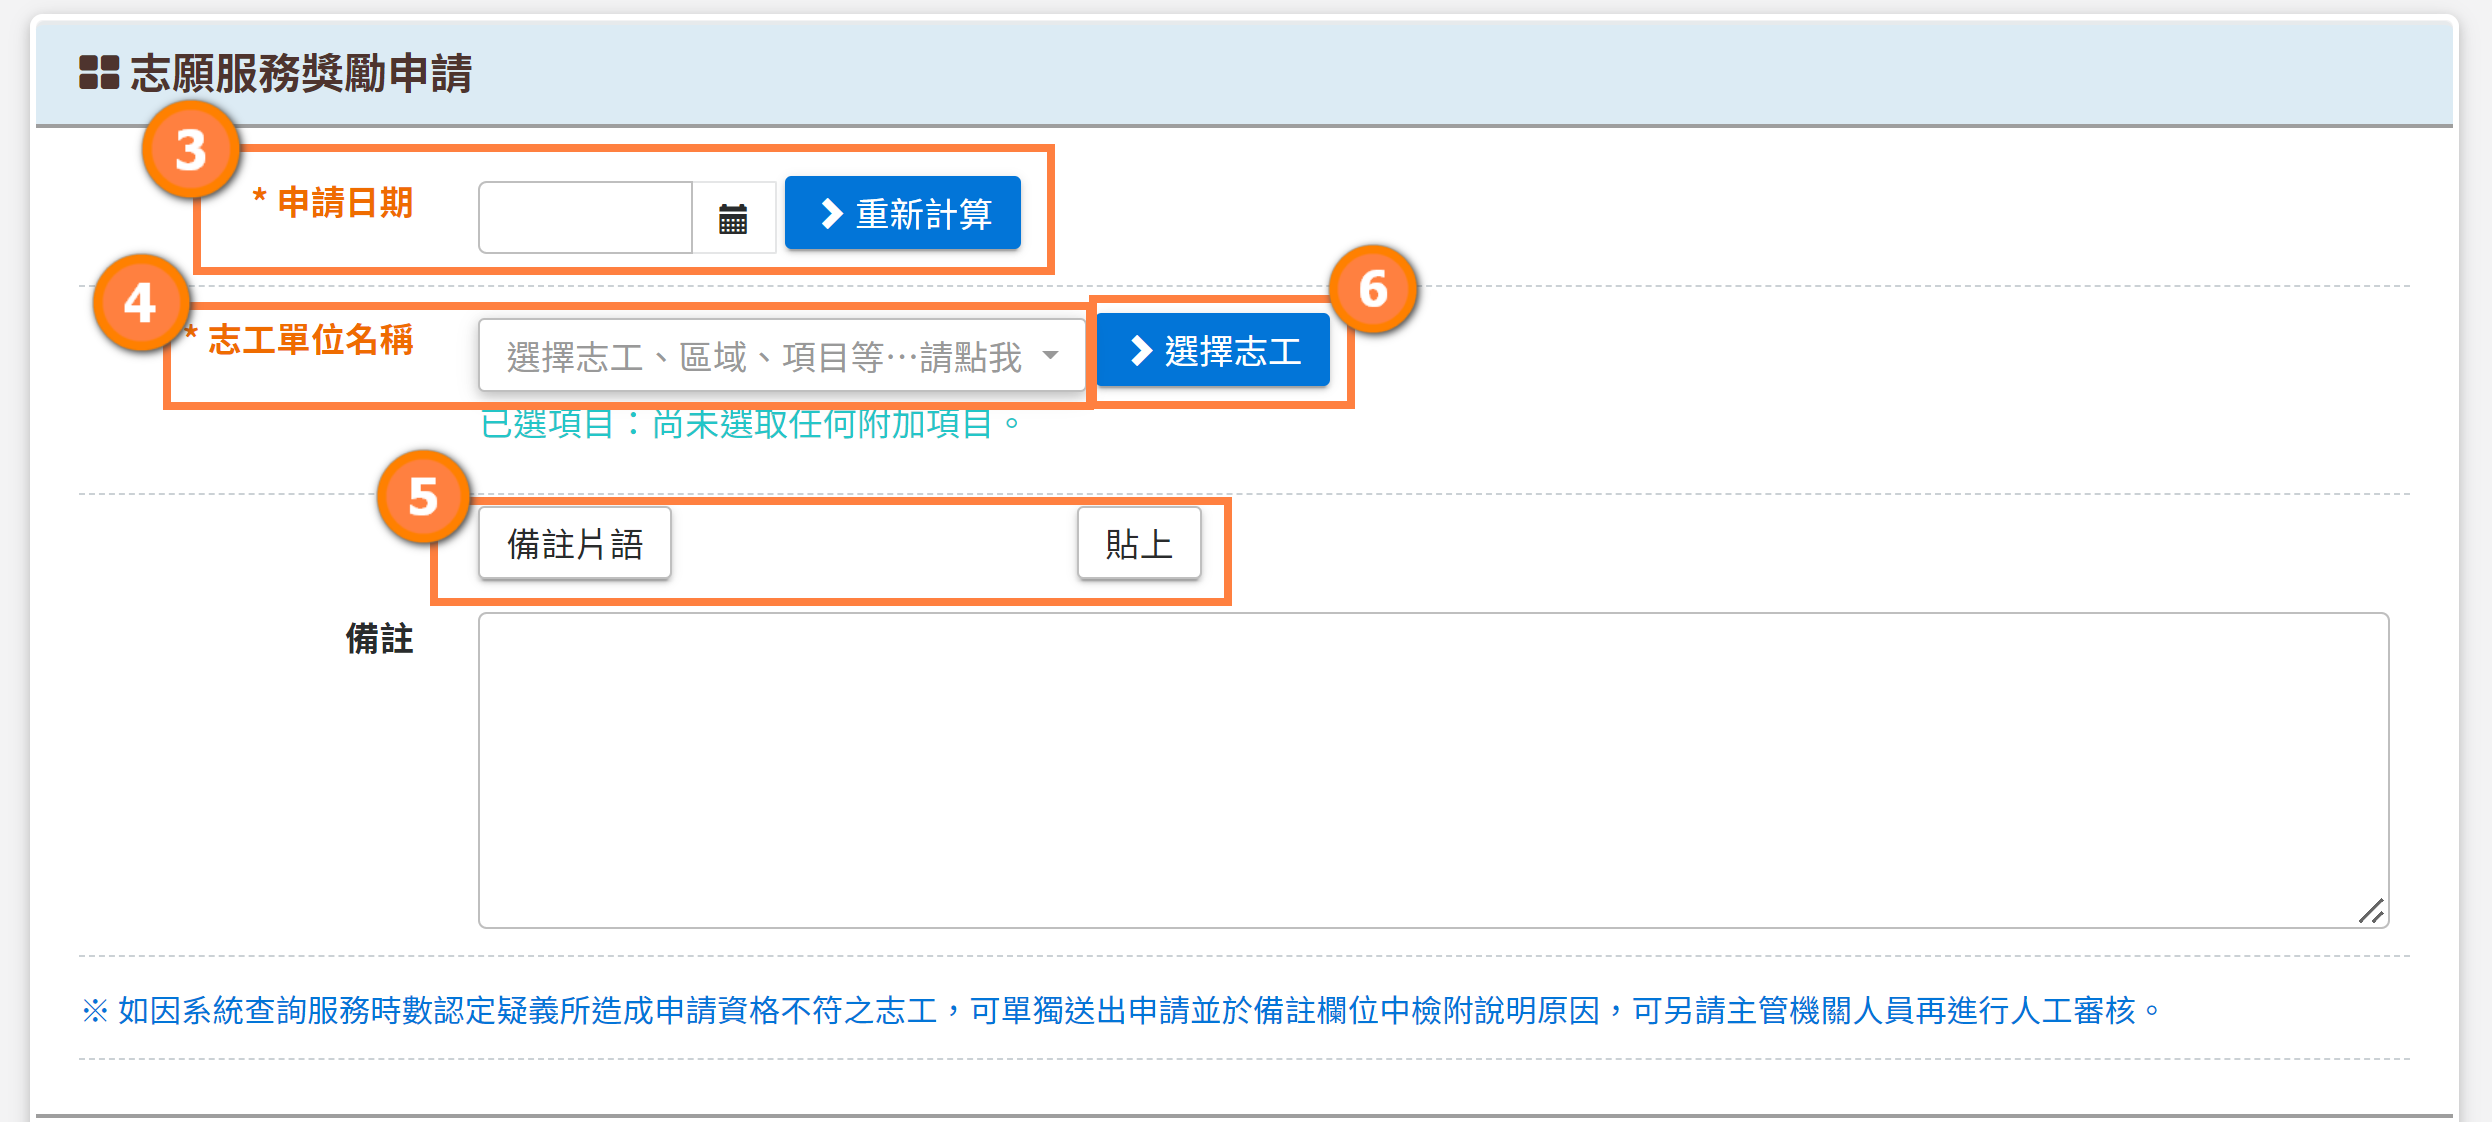 志願服務獎勵申請
3
* 申請日期
重新計算
4
* 志工單位名稱
選擇志工、區域、項目等…請點我
6
選擇志工
已選項目：尚未選取任何附加項目。
5
備註片語
貼上
備註
※ 如因系統查詢服務時數認定疑義所造成申請資格不符之志工，可單獨送出申請並於備註欄位中檢附說明原因，可另請主管機關人員再進行人工審核。